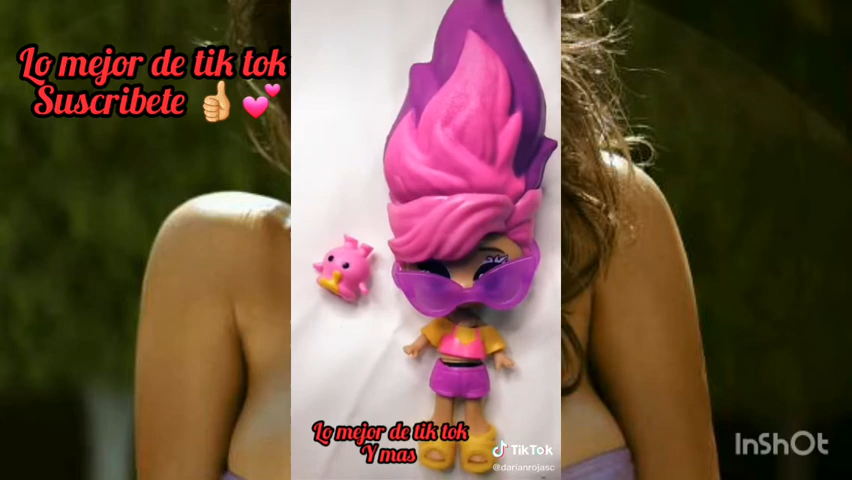 Lo mejor de tik tok
Suscribete 👍🏼 💕
Lo mejor de tik tok
Y mas
TikTok
@darianrojasc
InShOt